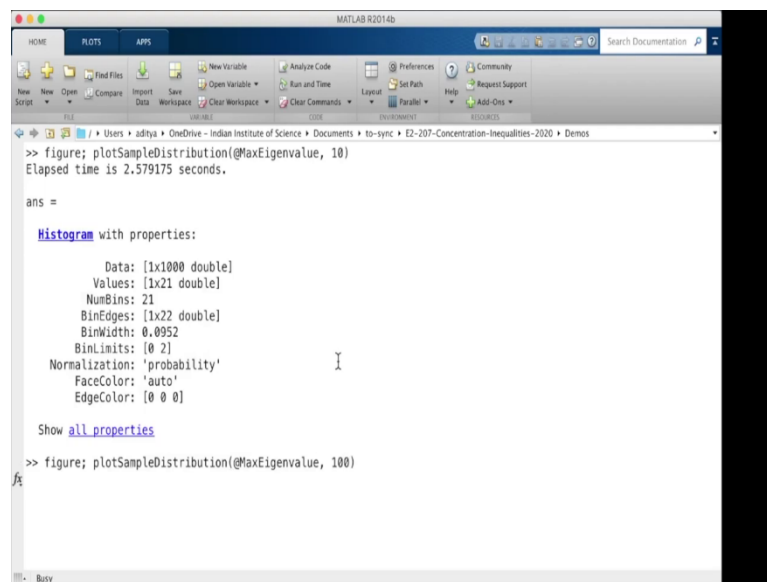 MATLAB R2014b
HOME PLOTS APPS
Search Documentation
New Script
New
Open
Find Files
Compare
Import Data
Save Workspace
New Variable
Open Variable
Clear Workspace
Analyze Code
Run and Time
Clear Commands
Layout
Preferences
Set Path
Parallel
Help
Community
Request Support
Add-Ons
FILE VARIABLE CODE ENVIRONMENT RESOURCES
/ ▸ Users ▸ aditya ▸ OneDrive - Indian Institute of Science ▸ Documents ▸ to-sync ▸ E2-207-Concentration-Inequalities-2020 ▸ Demos
>> figure; plotSampleDistribution(@MaxEigenvalue, 10)
Elapsed time is 2.579175 seconds.
ans =
Histogram with properties:
Data: [1x1000 double]
Values: [1x21 double]
NumBins: 21
BinEdges: [1x22 double]
BinWidth: 0.0952
BinLimits: [0 2]
Normalization: 'probability'
FaceColor: 'auto'
EdgeColor: [0 0 0]
Show all properties
>> figure; plotSampleDistribution(@MaxEigenvalue, 100)
fx
Busy